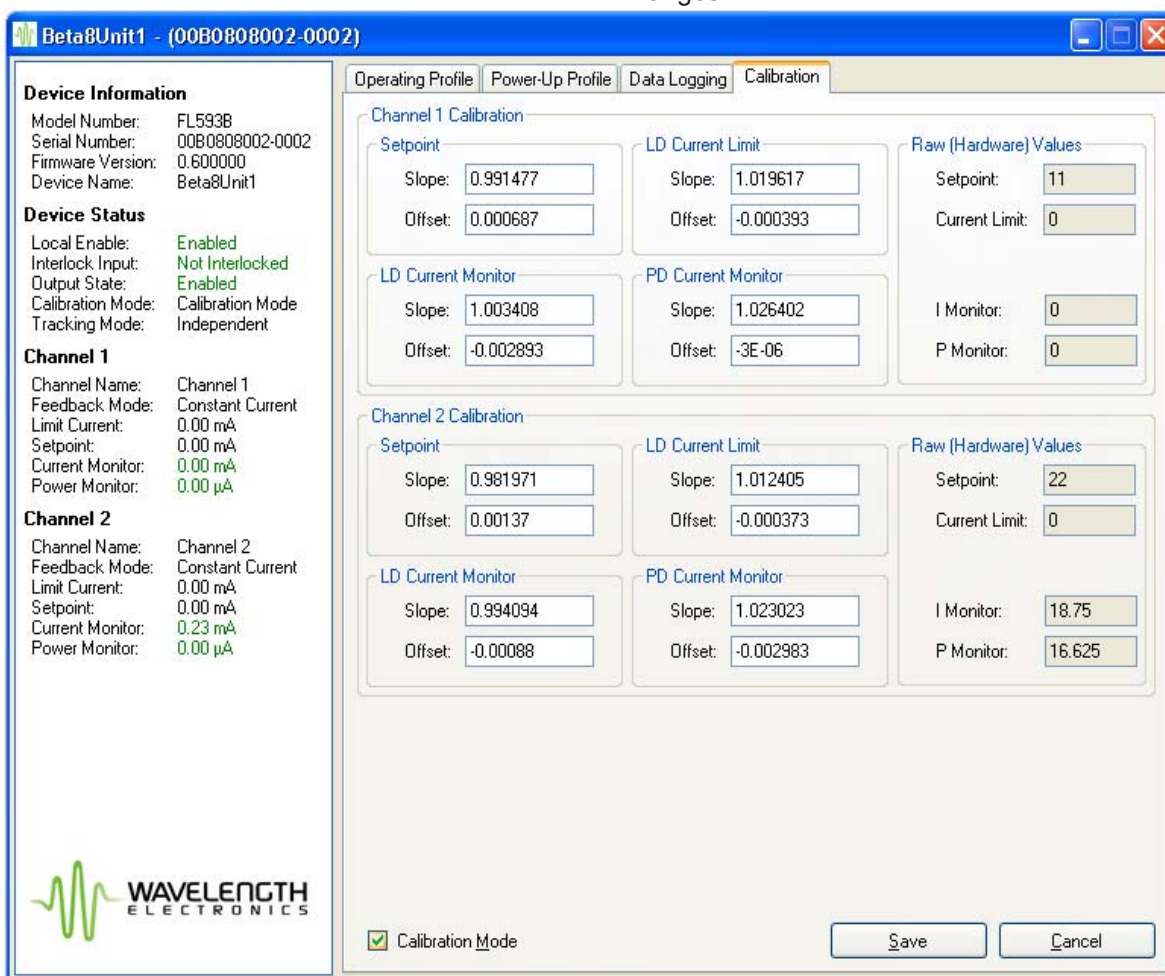 Beta8Unit1 - (00B0808002-0002)
Device Information
Model Number: FL593B
Serial Number: 00B0808002-0002
Firmware Version: 0.600000
Device Name: Beta8Unit1
Device Status
Local Enable: Enabled
Interlock Input: Not Interlocked
Output State: Enabled
Calibration Mode: Calibration Mode
Tracking Mode: Independent
Channel 1
Channel Name: Channel 1
Feedback Mode: Constant Current
Limit Current: 0.00 mA
Setpoint: 0.00 mA
Current Monitor: 0.00 mA
Power Monitor: 0.00 µA
Channel 2
Channel Name: Channel 2
Feedback Mode: Constant Current
Limit Current: 0.00 mA
Setpoint: 0.00 mA
Current Monitor: 0.23 mA
Power Monitor: 0.00 µA
WAVELENGTH
ELECTRONICS
Operating Profile Power-Up Profile Data Logging Calibration
Channel 1 Calibration
Setpoint LD Current Limit Raw (Hardware) Values
Slope: 0.991477 Slope: 1.019617 Setpoint: 11
Offset: 0.000687 Offset: -0.000393 Current Limit: 0
LD Current Monitor PD Current Monitor
Slope: 1.003408 Slope: 1.026402 I Monitor: 0
Offset: -0.002893 Offset: -3E-06 P Monitor: 0
Channel 2 Calibration
Setpoint LD Current Limit Raw (Hardware) Values
Slope: 0.981971 Slope: 1.012405 Setpoint: 22
Offset: 0.00137 Offset: -0.000373 Current Limit: 0
LD Current Monitor PD Current Monitor
Slope: 0.994094 Slope: 1.023023 I Monitor: 18.75
Offset: -0.00088 Offset: -0.002983 P Monitor: 16.625
Calibration Mode Save Cancel